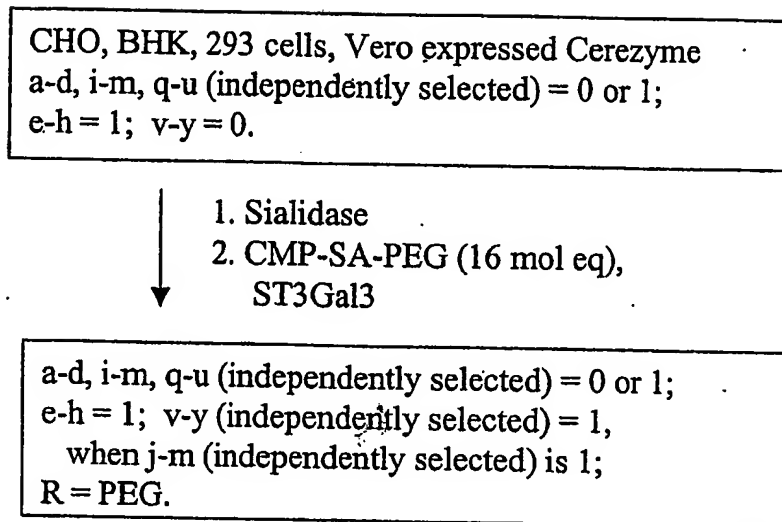 CHO, BHK, 293 cells, Vero expressed Cerezyme
a-d, i-m, q-u (independently selected) = 0 or 1;
e-h = 1; v-y = 0.
1. Sialidase
2. CMP-SA-PEG (16 mol eq),
ST3Gal3
a-d, i-m, q-u (independently selected) = 0 or 1;
e-h = 1; v-y (independently selected) = 1,
when j-m (independently selected) is 1;
R = PEG.